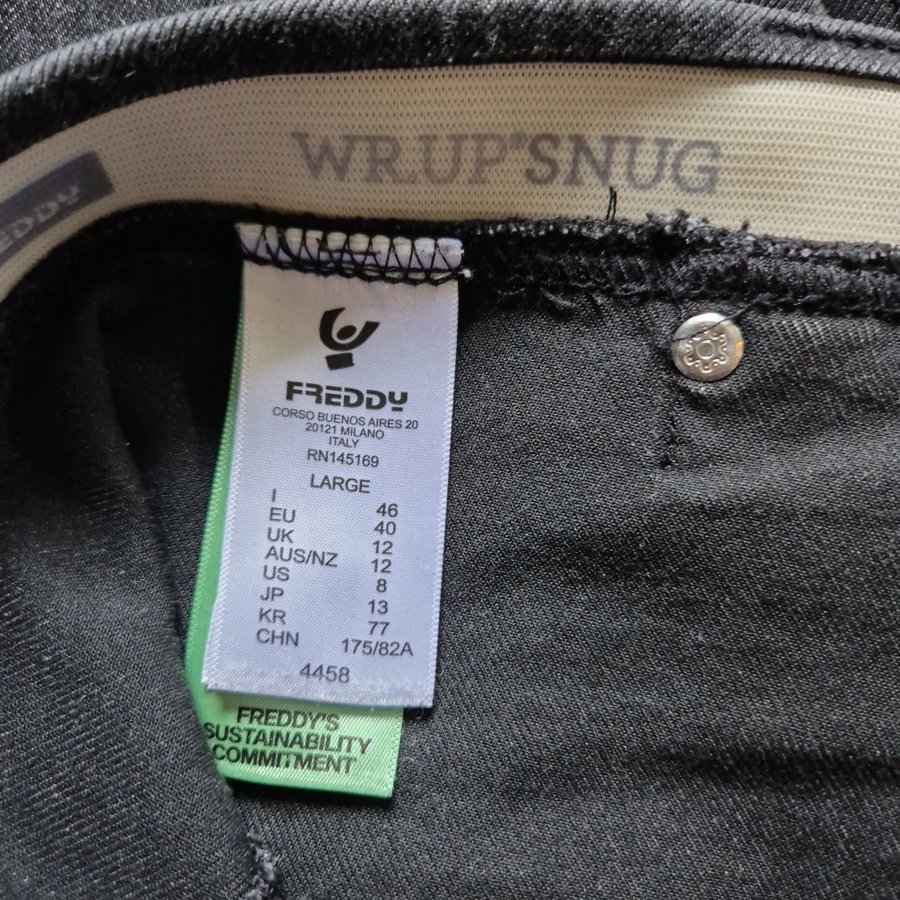 WR.UP®SNUG
FREDDY
FREDDY
CORSO BUENOS AIRES 20
20121 MILANO
ITALY
RN145169
LARGE
I 46
EU 40
UK 12
AUS/NZ 12
US 8
JP 13
KR 77
CHN 175/82A
4458
FREDDY'S
SUSTAINABILITY
COMMITMENT